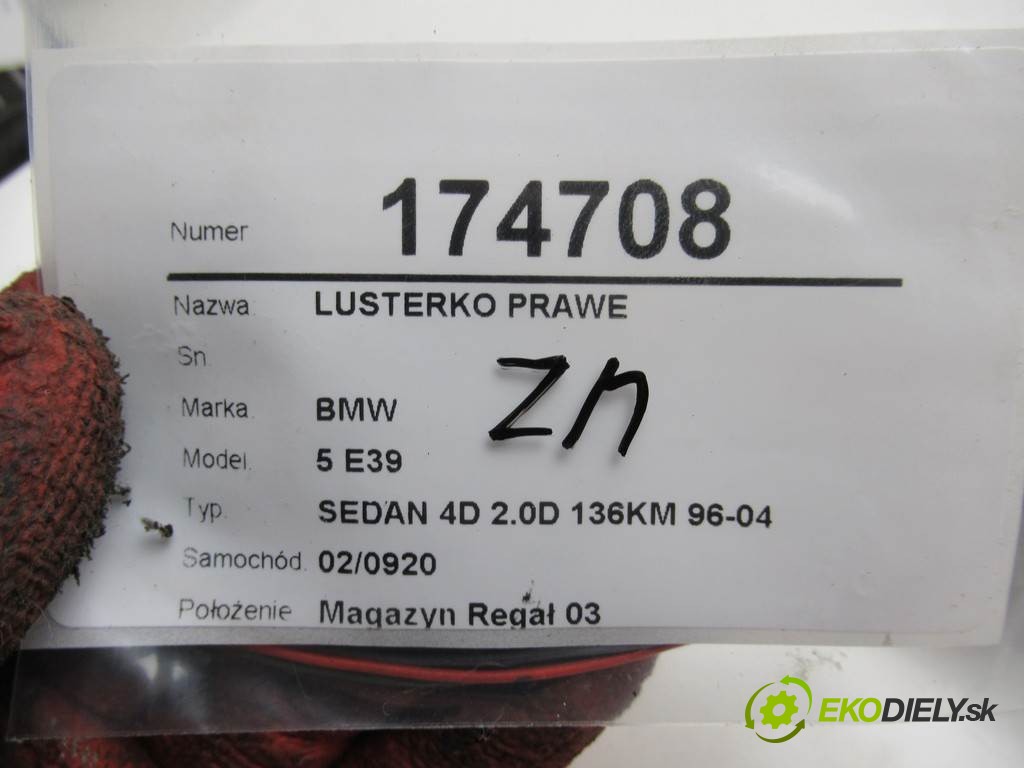 Numer 174708
Nazwa LUSTERKO PRAWE
Sn.
ZN
Marka. BMW
Model. 5 E39
Typ. SEDAN 4D 2.0D 136KM 96-04
Samochód. 02/0920
Położenie Magazyn Regał 03
EKODIELY.sk